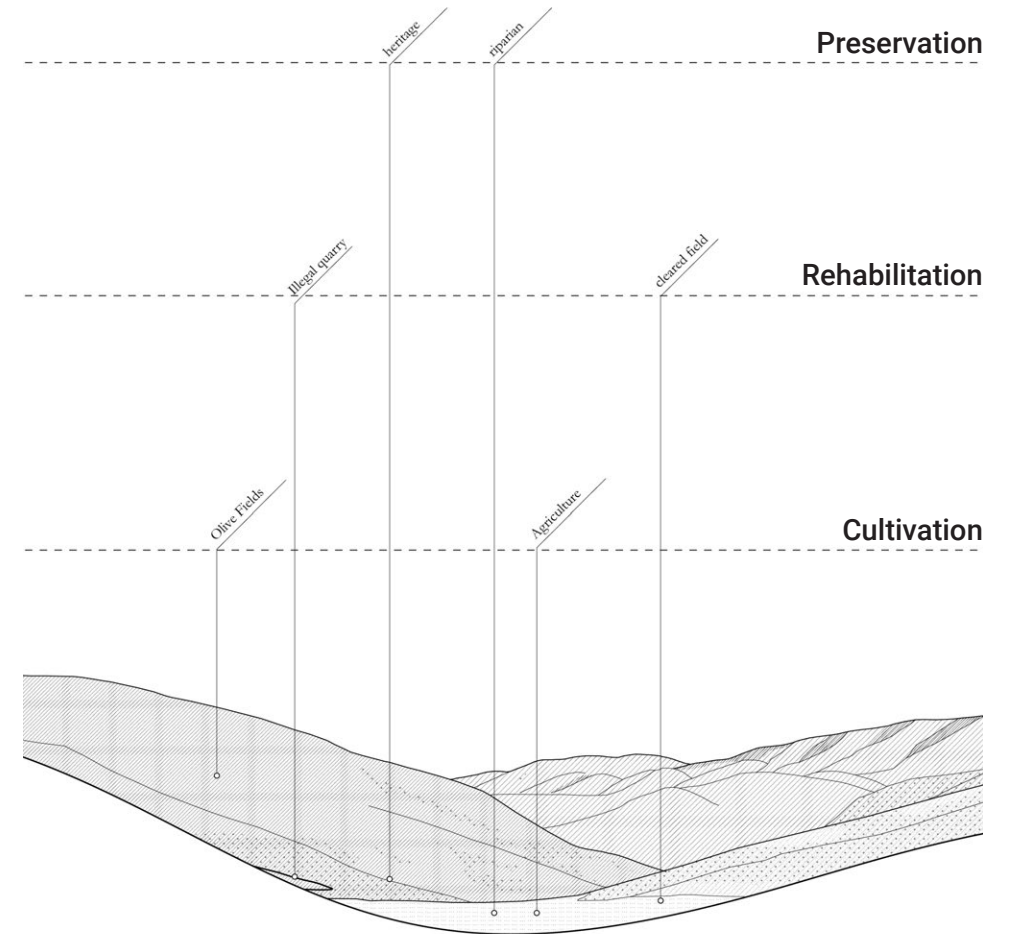 heritage
riparian
Preservation
Illegal quarry
cleared field
Rehabilitation
Olive Fields
Agriculture
Cultivation